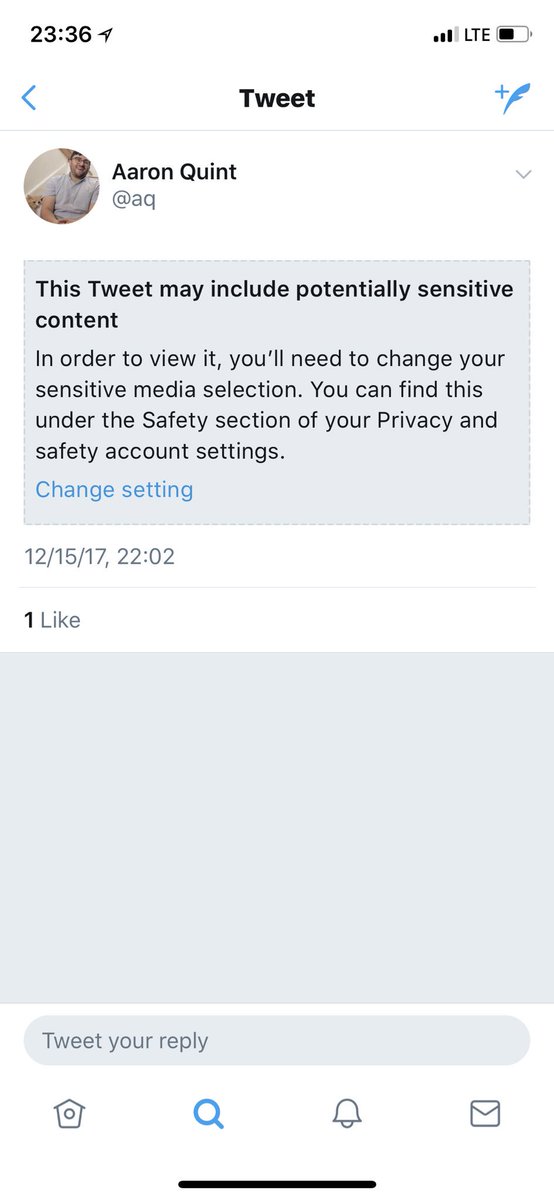 23:36
LTE
Tweet
Aaron Quint
@aq
This Tweet may include potentially sensitive
content
In order to view it, you’ll need to change your
sensitive media selection. You can find this
under the Safety section of your Privacy and
safety account settings.
Change setting
12/15/17, 22:02
1 Like
Tweet your reply